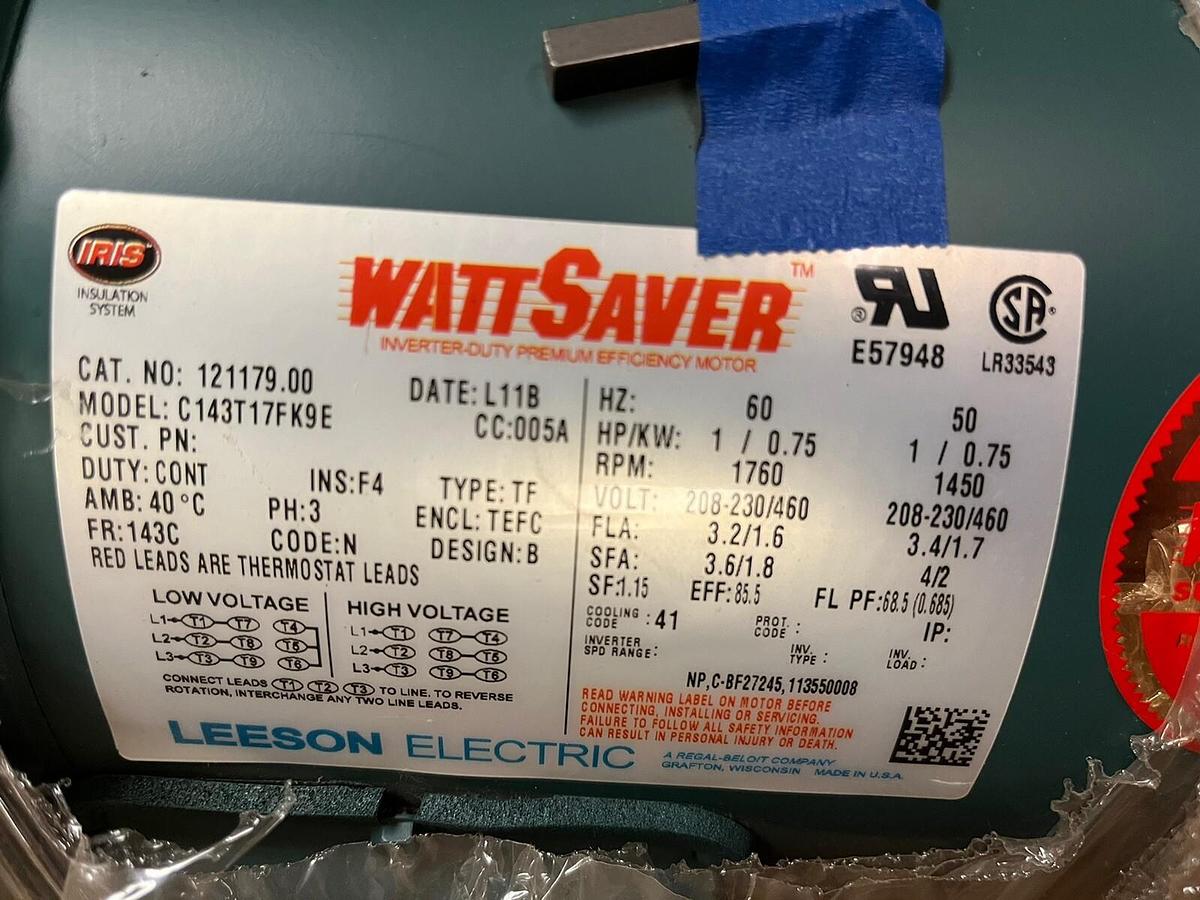 IRIS™
INSULATION
SYSTEM
WATTSAVER™
INVERTER-DUTY PREMIUM EFFICIENCY MOTOR
®
E57948
SA®
LR33543
CAT. NO: 121179.00
MODEL: C143T17FK9E
CUST. PN:
DATE: L11B
CC:005A
DUTY: CONT INS:F4 TYPE: TF
AMB: 40°C PH:3 ENCL: TEFC
FR:143C CODE:N DESIGN: B
RED LEADS ARE THERMOSTAT LEADS
LOW VOLTAGE
L1 T1 T7 T4
L2 T2 T8 T5
L3 T3 T9 T6
HIGH VOLTAGE
L1 T1 T7 T4
L2 T2 T8 T5
L3 T3 T9 T6
CONNECT LEADS T1 T2 T3 TO LINE. TO REVERSE
ROTATION, INTERCHANGE ANY TWO LINE LEADS.
HZ: 60 50
HP/KW: 1 / 0.75 1 / 0.75
RPM: 1760 1450
VOLT: 208-230/460 208-230/460
FLA: 3.2/1.6 3.4/1.7
SFA: 3.6/1.8 4/2
SF:1.15 EFF: 85.5 FL PF:68.5 (0.685)
COOLING CODE : 41 PROT. CODE : IP:
INVERTER SPD RANGE: INV. TYPE : INV. LOAD :
NP,C-BF27245,113550008
READ WARNING LABEL ON MOTOR BEFORE
CONNECTING, INSTALLING OR SERVICING.
FAILURE TO FOLLOW ALL SAFETY INFORMATION
CAN RESULT IN PERSONAL INJURY OR DEATH.
LEESON ELECTRIC
A REGAL-BELOIT COMPANY
GRAFTON, WISCONSIN MADE IN U.S.A.